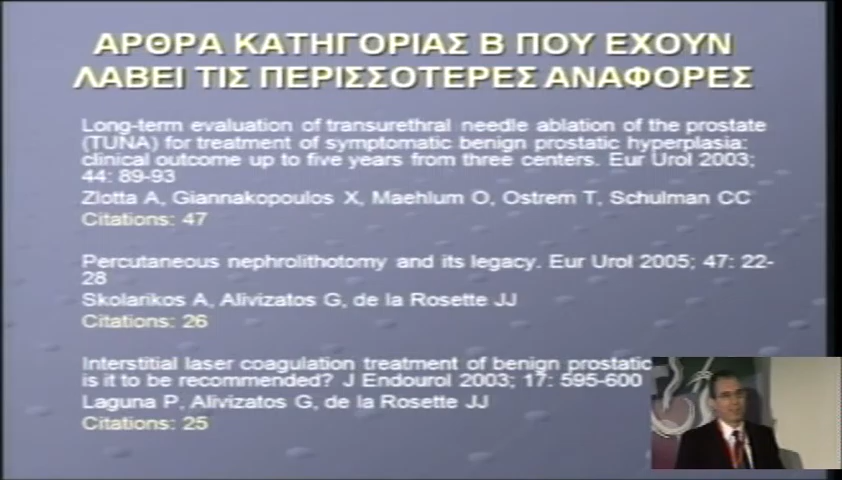 ΑΡΘΡΑ ΚΑΤΗΓΟΡΙΑΣ Β ΠΟΥ ΕΧΟΥΝ
ΛΑΒΕΙ ΤΙΣ ΠΕΡΙΣΣΟΤΕΡΕΣ ΑΝΑΦΟΡΕΣ
Long-term evaluation of transurethral needle ablation of the prostate
(TUNA) for treatment of symptomatic benign prostatic hyperplasia:
clinical outcome up to five years from three centers. Eur Urol 2003;
44: 89-93
Zlotta A, Giannakopoulos X, Maehlum O, Ostrem T, Schulman CC
Citations: 47
Percutaneous nephrolithotomy and its legacy. Eur Urol 2005; 47: 22-
28
Skolarikos A, Alivizatos G, de la Rosette JJ
Citations: 26
Interstitial laser coagulation treatment of benign prostatic
is it to be recommended? J Endourol 2003; 17: 595-600
Laguna P, Alivizatos G, de la Rosette JJ
Citations: 25